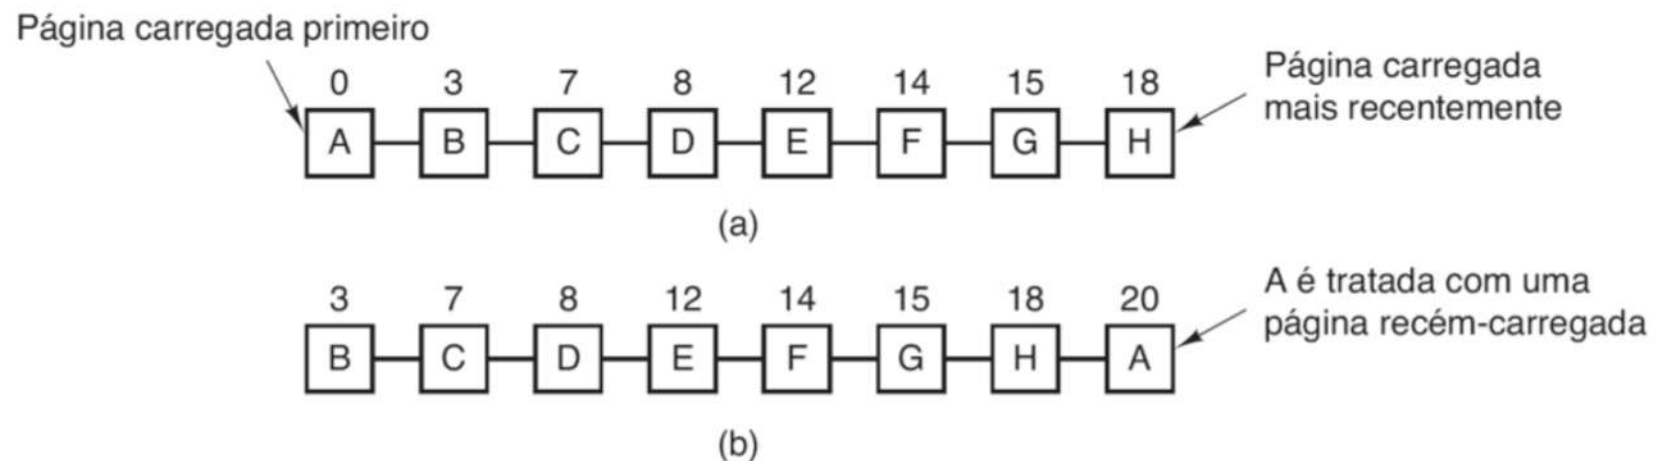 Página carregada primeiro
0 3 7 8 12 14 15 18
Página carregada
mais recentemente
A B C D E F G H
(a)
3 7 8 12 14 15 18 20
A é tratada com uma
página recém-carregada
B C D E F G H A
(b)